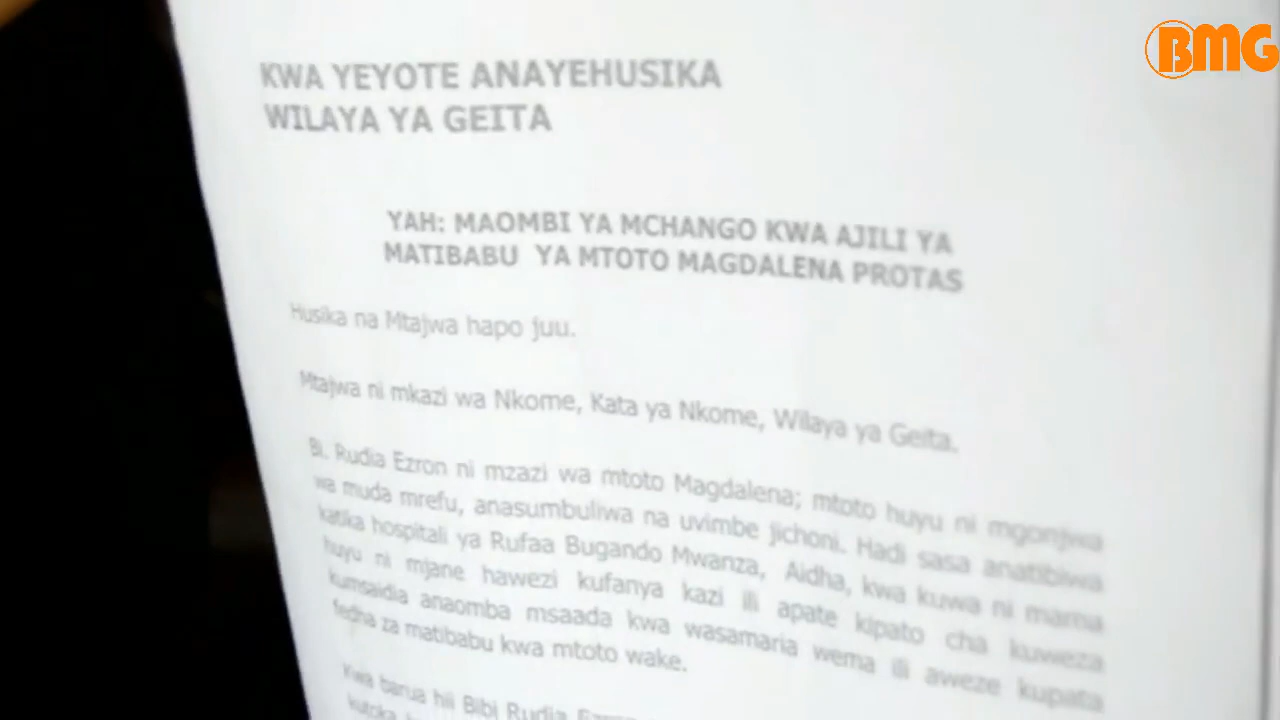 BMG
KWA YEYOTE ANAYEHUSIKA
WILAYA YA GEITA
YAH: MAOMBI YA MCHANGO KWA AJILI YA
MATIBABU YA MTOTO MAGDALENA PROTAS
Husika na Mtajwa hapo juu.
Mtajwa ni mkazi wa Nkome, Kata ya Nkome, Wilaya ya Geita.
Bi. Rudia Ezron ni mzazi wa mtoto Magdalena; mtoto huyu ni mgonjwa
wa muda mrefu, anasumbuliwa na uvimbe jichoni. Hadi sasa anatibiwa
katika hospitali ya Rufaa Bugando Mwanza, Aidha, kwa kuwa ni mama
huyu ni mjane hawezi kufanya kazi ili apate kipato cha kuweza
kumsaidia anaomba msaada kwa wasamaria wema ili aweze kupata
fedha za matibabu kwa mtoto wake.
Kwa barua hii Bibi Rudia Ezron
kutoka